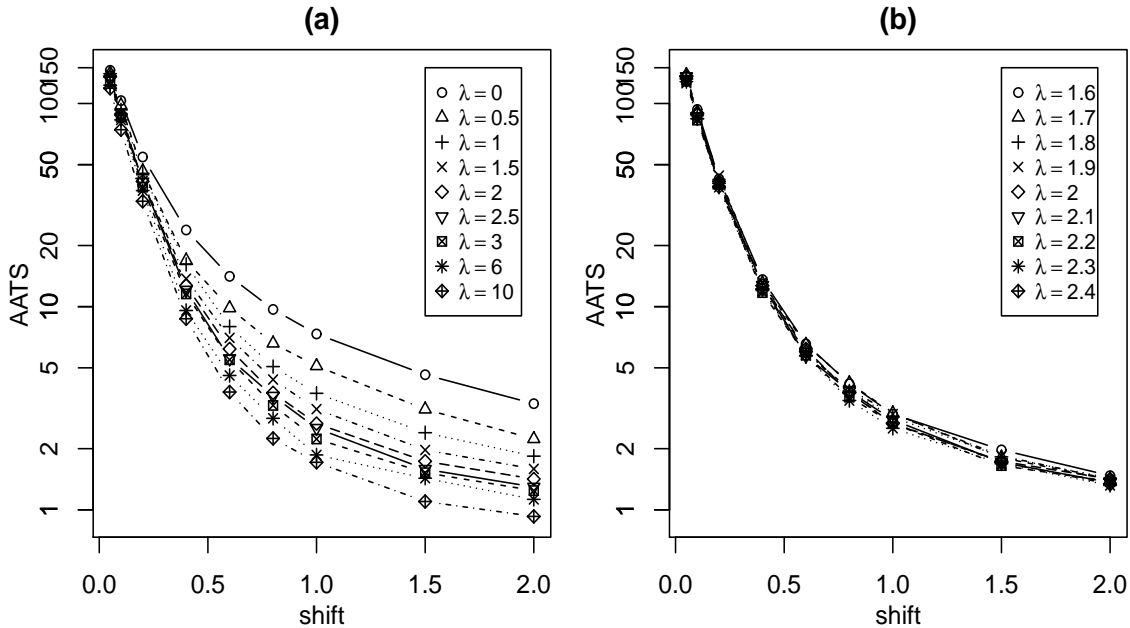 (a)
AATS
150
100
50
20
10
5
2
1
λ = 0
λ = 0.5
λ = 1
λ = 1.5
λ = 2
λ = 2.5
λ = 3
λ = 6
λ = 10
0.0 0.5 1.0 1.5 2.0
shift
(b)
AATS
150
100
50
20
10
5
2
1
λ = 1.6
λ = 1.7
λ = 1.8
λ = 1.9
λ = 2
λ = 2.1
λ = 2.2
λ = 2.3
λ = 2.4
0.0 0.5 1.0 1.5 2.0
shift